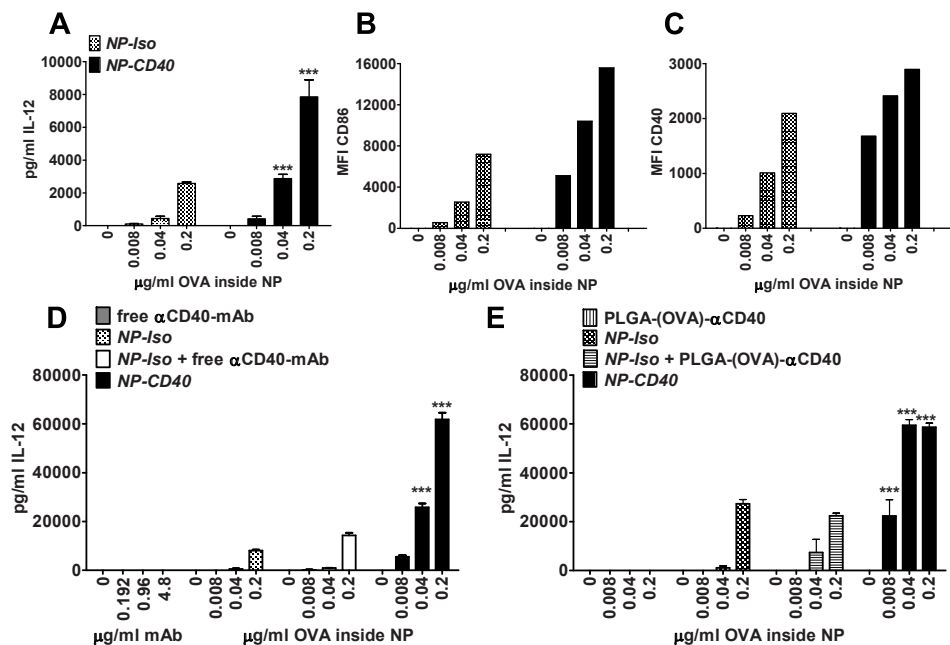 A
NP-Iso
NP-CD40
pg/ml IL-12
10000
8000
6000
4000
2000
0
***
***
0 0.008 0.04 0.2 0 0.008 0.04 0.2
µg/ml OVA inside NP
B
MFI CD86
16000
12000
8000
4000
0
0 0.008 0.04 0.2 0 0.008 0.04 0.2
µg/ml OVA inside NP
C
MFI CD40
3000
2000
1000
0
0 0.008 0.04 0.2 0 0.008 0.04 0.2
µg/ml OVA inside NP
D
free αCD40-mAb
NP-Iso
NP-Iso + free αCD40-mAb
NP-CD40
pg/ml IL-12
80000
60000
40000
20000
0
***
***
0 0.192 0.96 4.8 0 0.008 0.04 0.2 0 0.008 0.04 0.2 0 0.008 0.04 0.2
µg/ml mAb µg/ml OVA inside NP
E
PLGA-(OVA)-αCD40
NP-Iso
NP-Iso + PLGA-(OVA)-αCD40
NP-CD40
pg/ml IL-12
80000
60000
40000
20000
0
***
***
***
0 0.008 0.04 0.2 0 0.008 0.04 0.2 0 0.008 0.04 0.2 0 0.008 0.04 0.2
µg/ml OVA inside NP